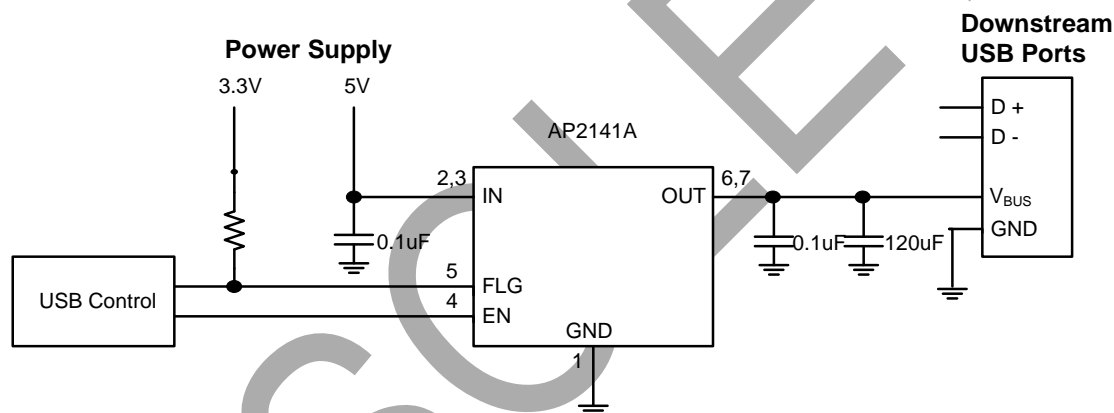 Downstream
USB Ports
Power Supply
3.3V 5V
D +
D -
AP2141A
2,3 IN OUT 6,7
V_BUS
GND
0.1uF 0.1uF 120uF
5 FLG
4 EN
USB Control
GND
1